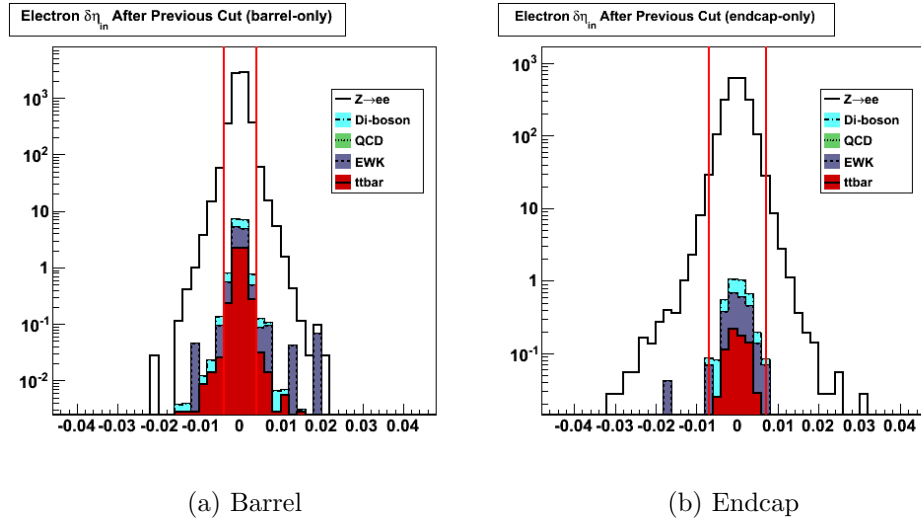 Electron δη_in After Previous Cut (barrel-only)
10³
10²
10
1
10⁻¹
10⁻²
Z→ee
Di-boson
QCD
EWK
ttbar
-0.04 -0.03 -0.02 -0.01 0 0.01 0.02 0.03 0.04
(a) Barrel
Electron δη_in After Previous Cut (endcap-only)
10³
10²
10
1
10⁻¹
Z→ee
Di-boson
QCD
EWK
ttbar
-0.04 -0.03 -0.02 -0.01 0 0.01 0.02 0.03 0.04
(b) Endcap